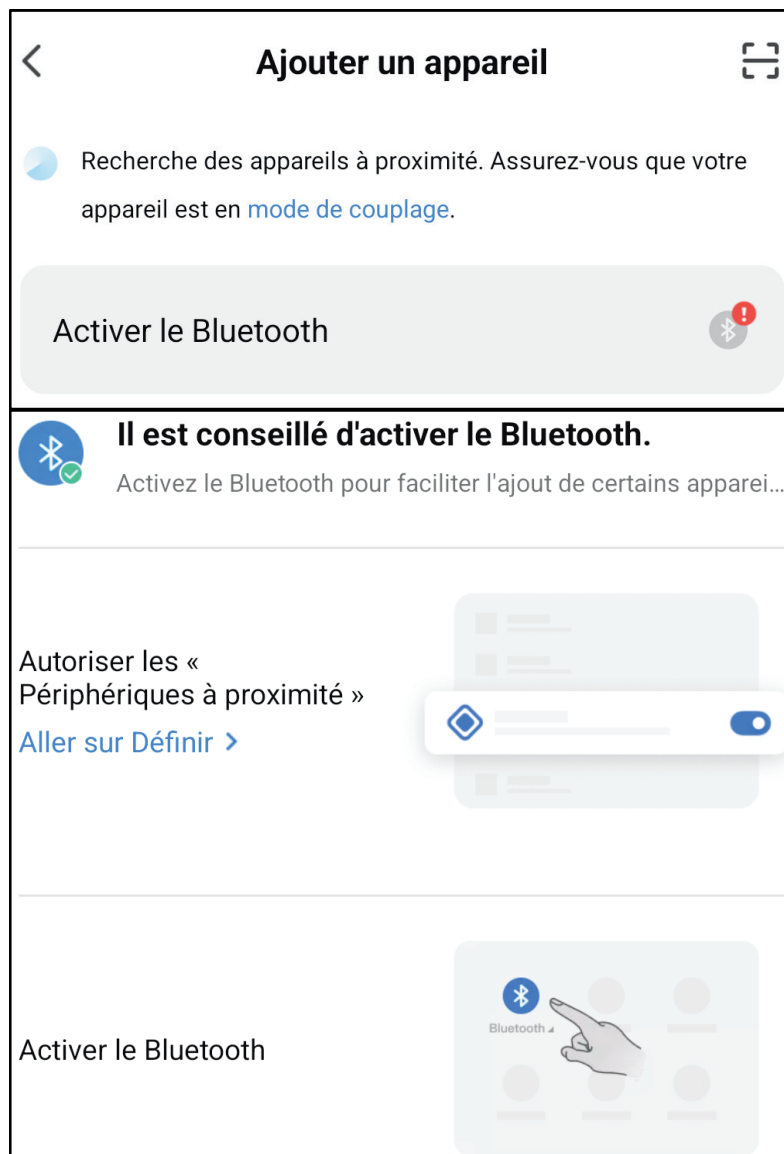 Ajouter un appareil
Recherche des appareils à proximité. Assurez-vous que votre
appareil est en mode de couplage.
Activer le Bluetooth
Il est conseillé d'activer le Bluetooth.
Activez le Bluetooth pour faciliter l'ajout de certains apparei...
Autoriser les «
Périphériques à proximité »
Aller sur Définir >
Bluetooth
Activer le Bluetooth